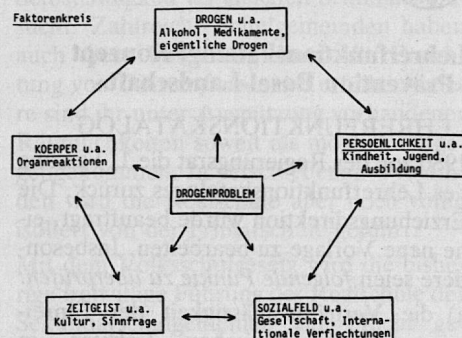 Faktorenkreis
DROGEN u.a.
Alkohol, Medikamente,
eigentliche Drogen
KOERPER u.a.
Organreaktionen
PERSOENLICHKEIT u.a.
Kindheit, Jugend,
Ausbildung
DROGENPROBLEM
ZEITGEIST u.a.
Kultur, Sinnfrage
SOZIALFELD u.a.
Gesellschaft, Interna-
tionale Verflechtungen